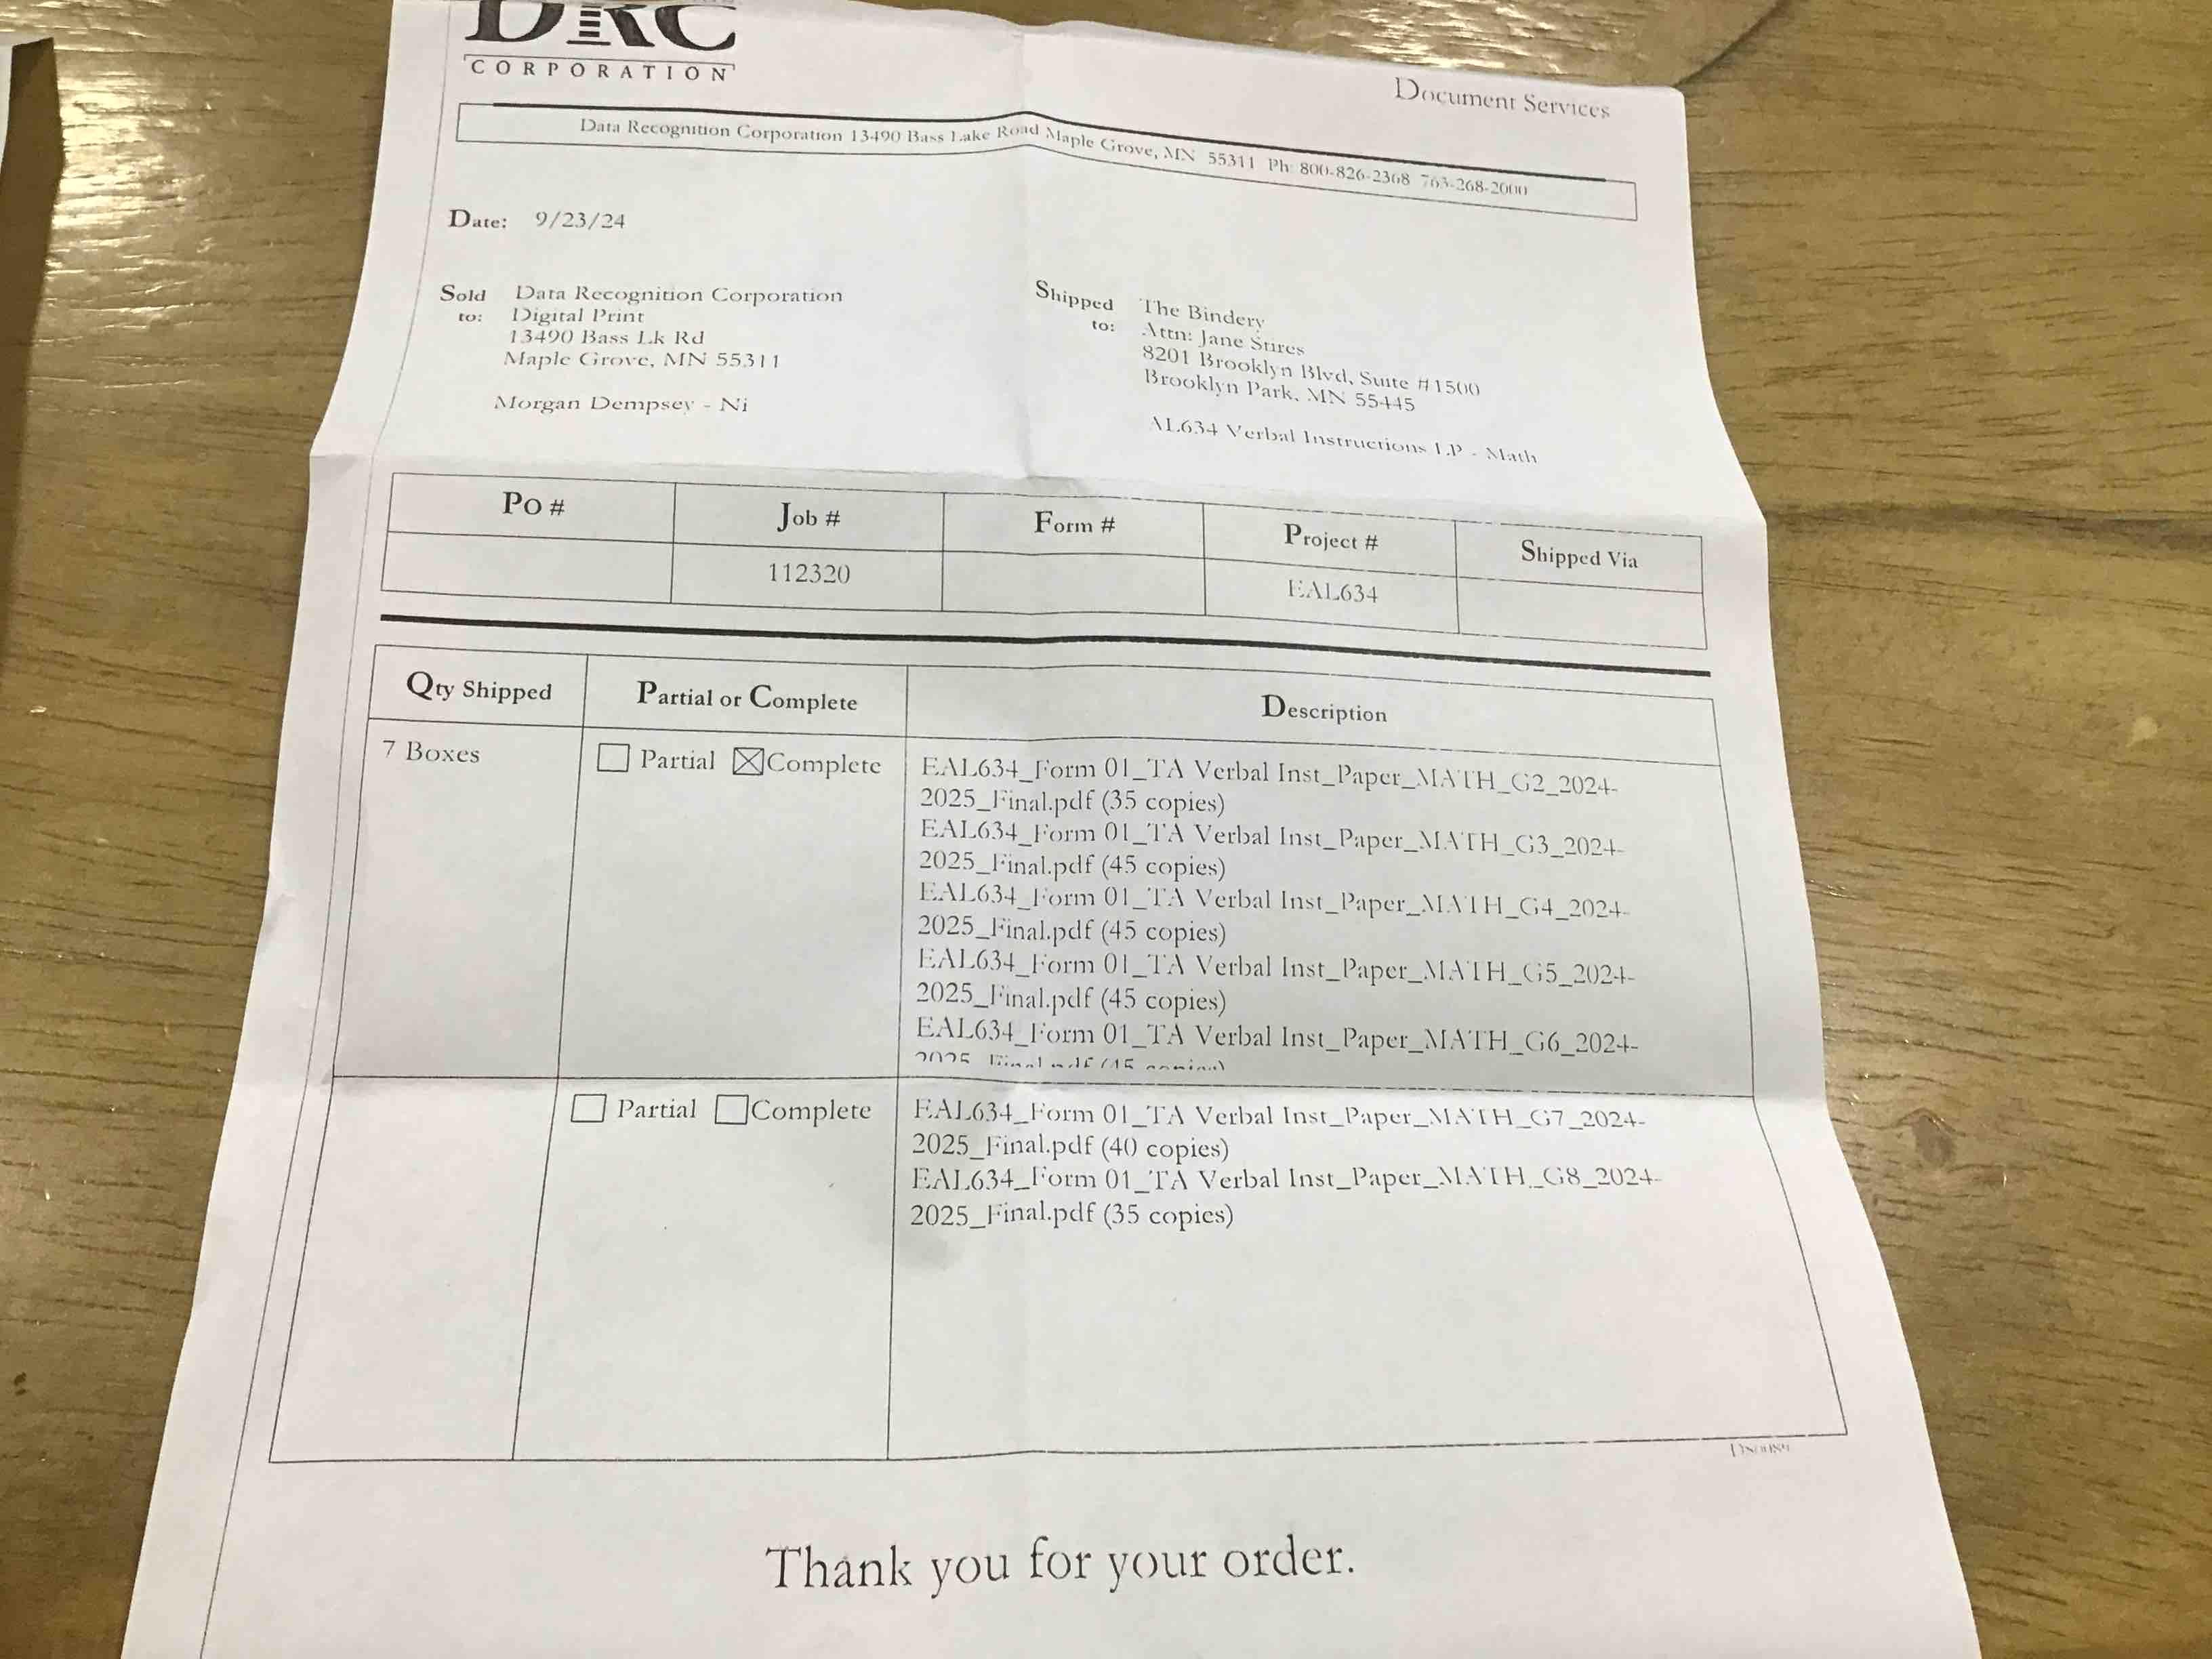 DRC
CORPORATION
Document Services
Data Recognition Corporation 13490 Bass Lake Road Maple Grove, MN 55311 Ph: 800-826-2368 763-268-2000
Date: 9/23/24
Sold to: Data Recognition Corporation
Digital Print
13490 Bass Lk Rd
Maple Grove, MN 55311
Morgan Dempsey - Ni
Shipped to: The Bindery
Attn: Jane Stires
8201 Brooklyn Blvd, Suite #1500
Brooklyn Park, MN 55445
AL634 Verbal Instructions LP - Math
Po # Job # Form # Project # Shipped Via
112320 EAL634
Qty Shipped Partial or Complete Description
7 Boxes Partial Complete
EAL634_Form 01_TA Verbal Inst_Paper_MATH_G2_2024-
2025_Final.pdf (35 copies)
EAL634_Form 01_TA Verbal Inst_Paper_MATH_G3_2024-
2025_Final.pdf (45 copies)
EAL634_Form 01_TA Verbal Inst_Paper_MATH_G4_2024-
2025_Final.pdf (45 copies)
EAL634_Form 01_TA Verbal Inst_Paper_MATH_G5_2024-
2025_Final.pdf (45 copies)
EAL634_Form 01_TA Verbal Inst_Paper_MATH_G6_2024-
2025_Final.pdf (45 copies)
Partial Complete
EAL634_Form 01_TA Verbal Inst_Paper_MATH_G7_2024-
2025_Final.pdf (40 copies)
EAL634_Form 01_TA Verbal Inst_Paper_MATH_G8_2024-
2025_Final.pdf (35 copies)
Thank you for your order.